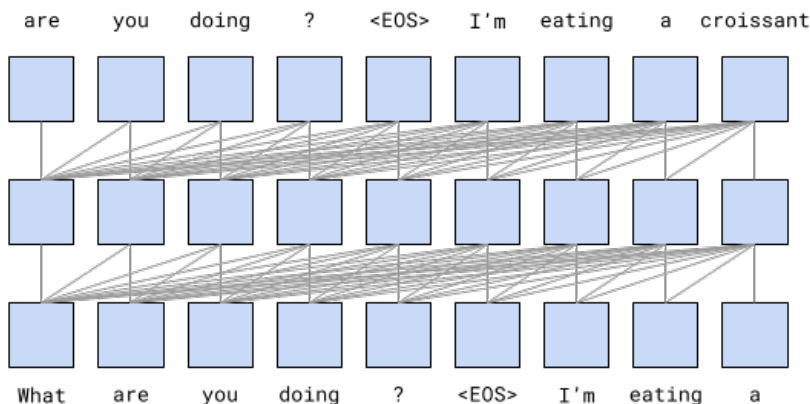 are you doing ? <EOS> I'm eating a croissant
What are you doing ? <EOS> I'm eating a